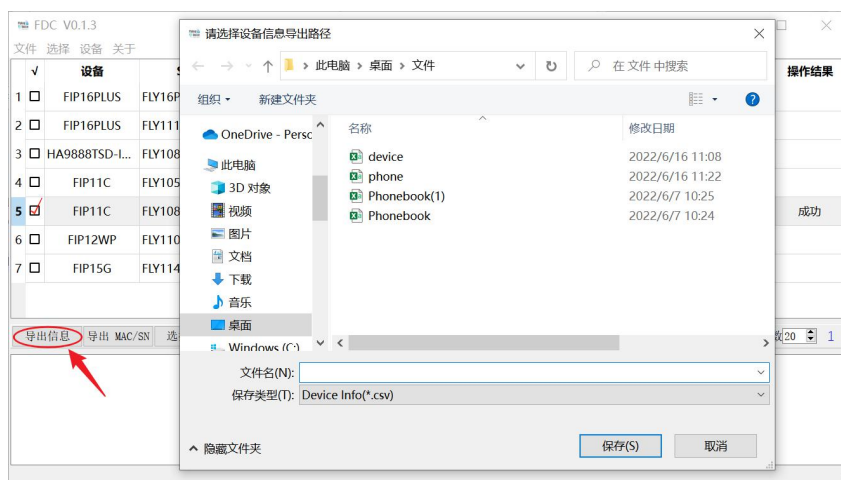 FDC V0.1.3
文件 选择 设备 关于
√ 设备 操作结果
1 FIP16PLUS FLY16P
2 FIP16PLUS FLY111
3 HA9888TSD-I... FLY108
4 FIP11C FLY105
5 FIP11C FLY108 成功
6 FIP12WP FLY110
7 FIP15G FLY114
导出信息 导出 MAC/SN 选 数 20 1
请选择设备信息导出路径
此电脑 > 桌面 > 文件
在 文件 中搜索
组织 新建文件夹
OneDrive - Perso
此电脑
3D 对象
视频
图片
文档
下载
音乐
桌面
Windows (C:)
名称 修改日期
device 2022/6/16 11:08
phone 2022/6/16 11:22
Phonebook(1) 2022/6/7 10:25
Phonebook 2022/6/7 10:24
文件名(N):
保存类型(T): Device Info(*.csv)
隐藏文件夹
保存(S) 取消